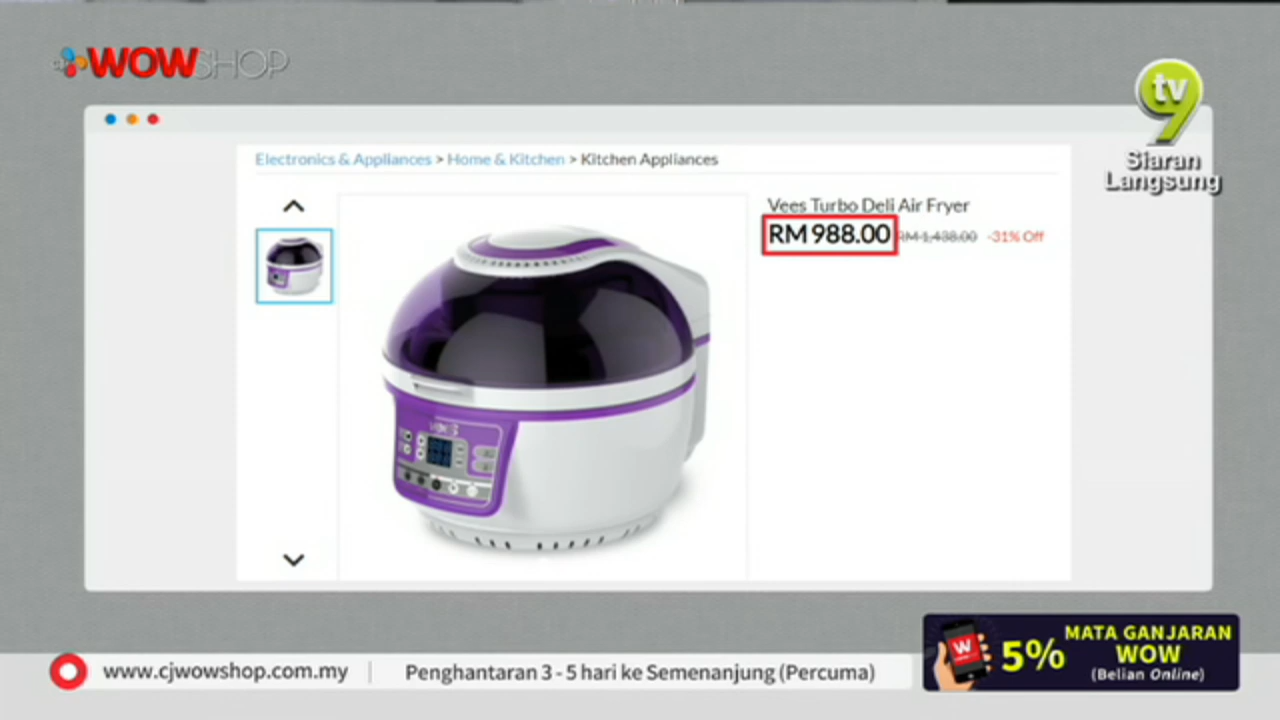 WOWSHOP
tv9
Siaran
Langsung
Electronics & Appliances > Home & Kitchen > Kitchen Appliances
Vees Turbo Deli Air Fryer
RM 988.00 RM 1,438.00 -31% Off
W
5% MATA GANJARAN
WOW
(Belian Online)
www.cjwowshop.com.my | Penghantaran 3 - 5 hari ke Semenanjung (Percuma)